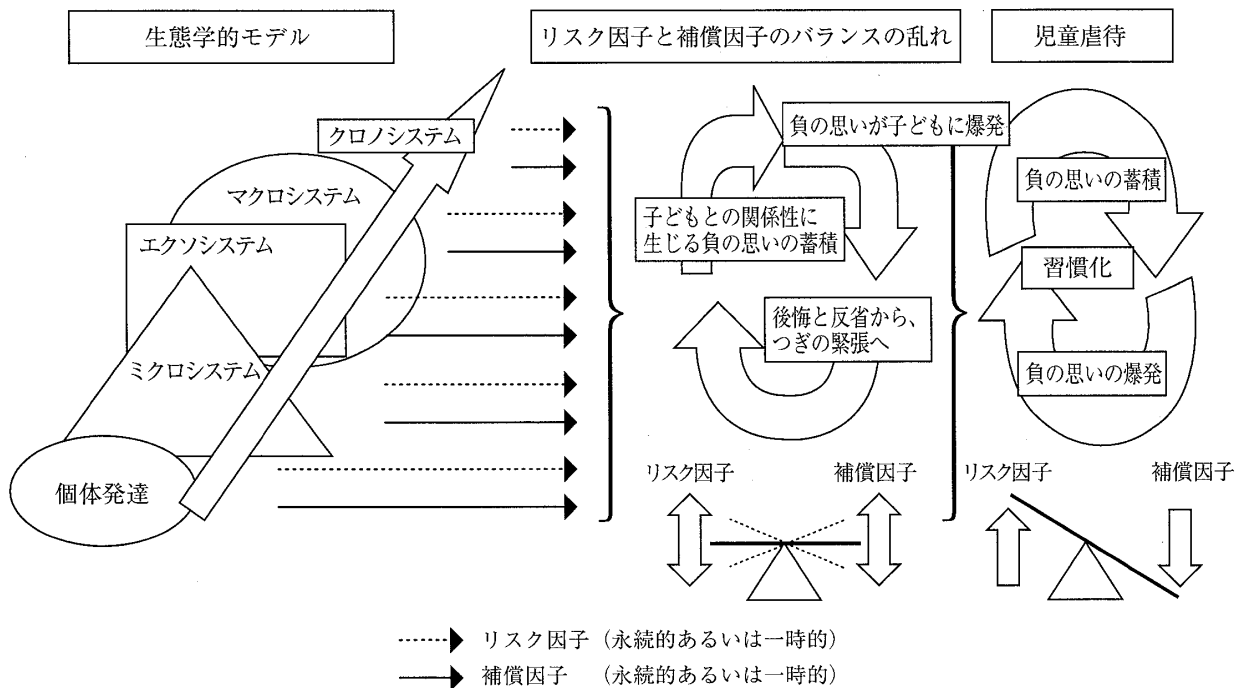 生態学的モデル
リスク因子と補償因子のバランスの乱れ
児童虐待
クロノシステム
マクロシステム
エクソシステム
ミクロシステム
個体発達
負の思いが子どもに爆発
子どもとの関係性に
生じる負の思いの蓄積
後悔と反省から、
つぎの緊張へ
負の思いの蓄積
習慣化
負の思いの爆発
リスク因子
補償因子
リスク因子
補償因子
リスク因子（永続的あるいは一時的）
補償因子　（永続的あるいは一時的）